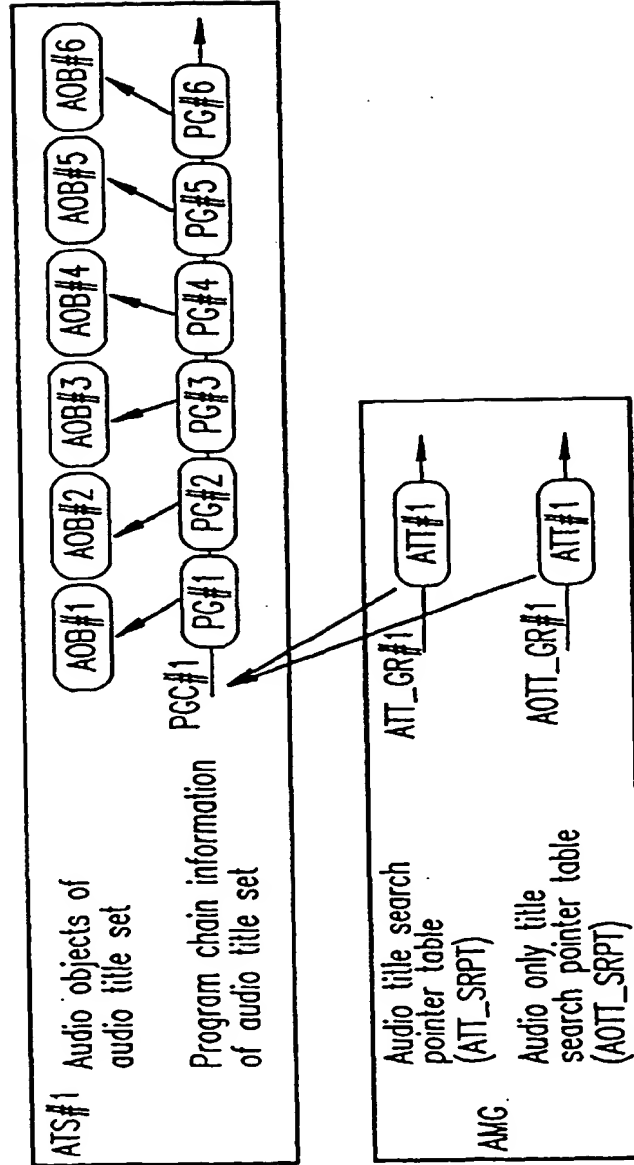 ATS#1
Audio objects of
audio title set
AOB#1 AOB#2 AOB#3 AOB#4 AOB#5 AOB#6
Program chain information
of audio title set
PGC#1
PG#1 PG#2 PG#3 PG#4 PG#5 PG#6
AMG
Audio title search
pointer table
(ATT_SRPT)
ATT_GR#1
ATT#1
Audio only title
search pointer table
(AOTT_SRPT)
AOTT_GR#1
ATT#1